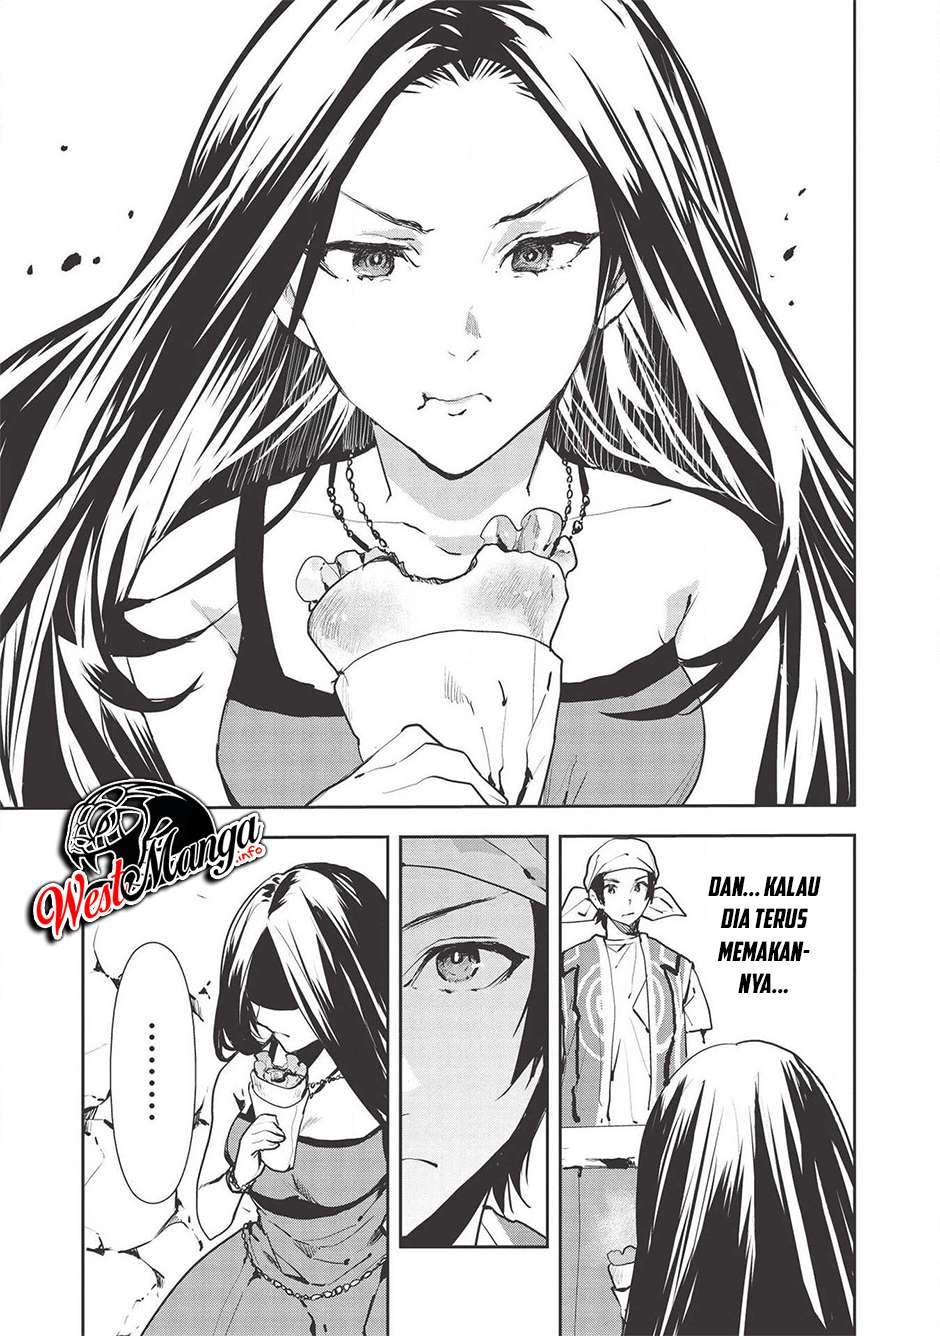 DAN... KALAU
DIA TERUS
MEMAKAN-
NYA...
.........
WestManga
.info